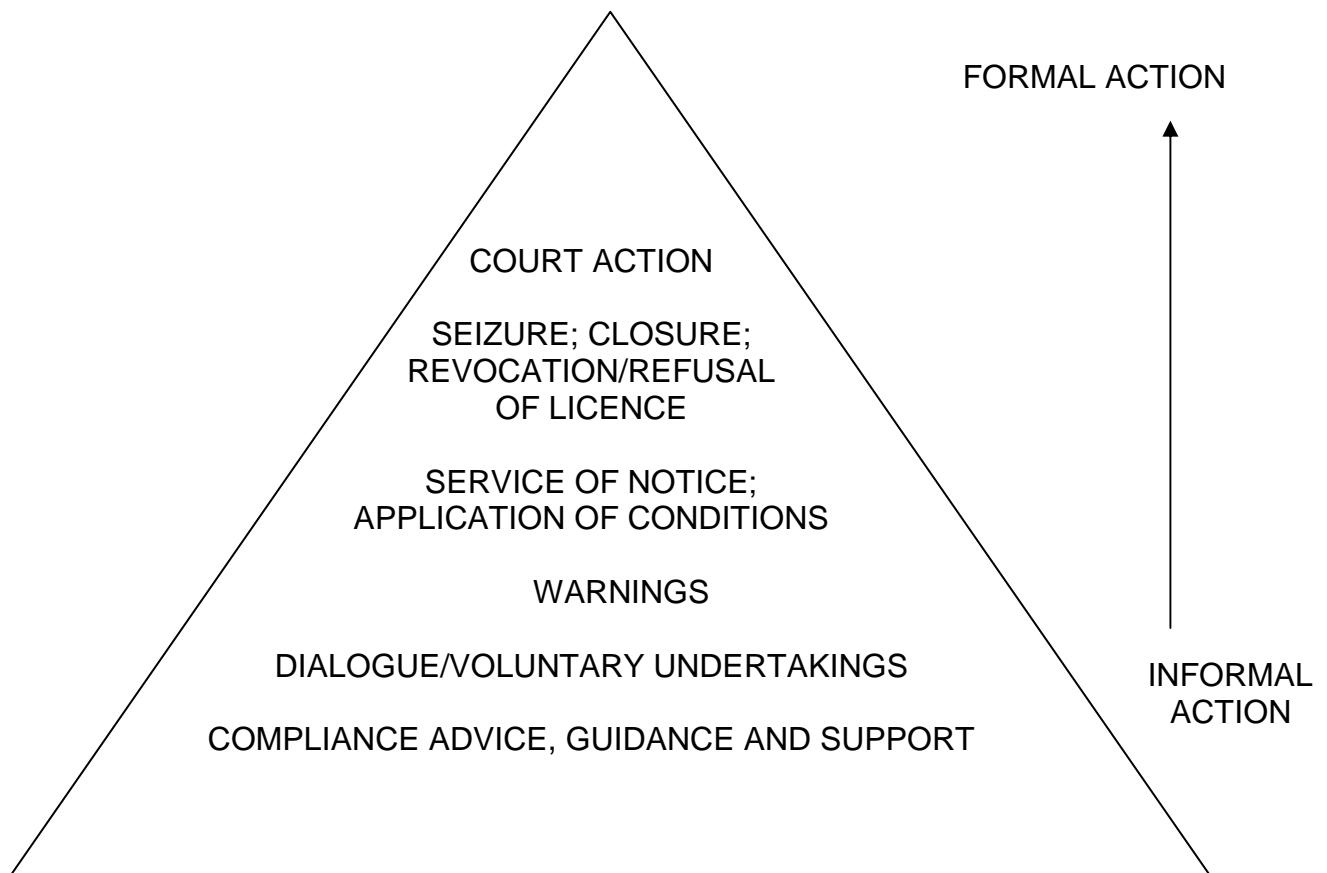 FORMAL ACTION
COURT ACTION
SEIZURE; CLOSURE;
REVOCATION/REFUSAL
OF LICENCE
SERVICE OF NOTICE;
APPLICATION OF CONDITIONS
WARNINGS
DIALOGUE/VOLUNTARY UNDERTAKINGS
COMPLIANCE ADVICE, GUIDANCE AND SUPPORT
INFORMAL
ACTION